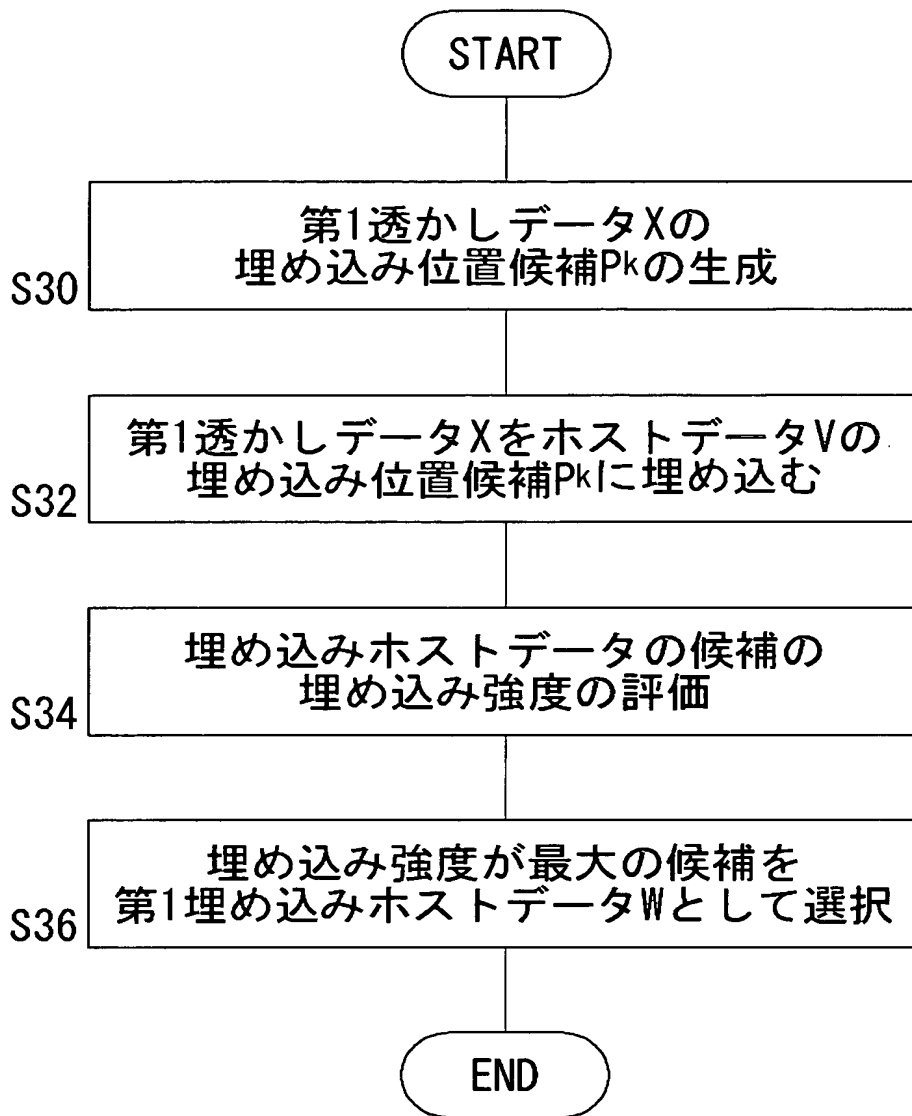 START
第1透かしデータXの
埋め込み位置候補Pkの生成
S30
第1透かしデータXをホストデータVの
埋め込み位置候補Pkに埋め込む
S32
埋め込みホストデータの候補の
埋め込み強度の評価
S34
埋め込み強度が最大の候補を
第1埋め込みホストデータWとして選択
S36
END